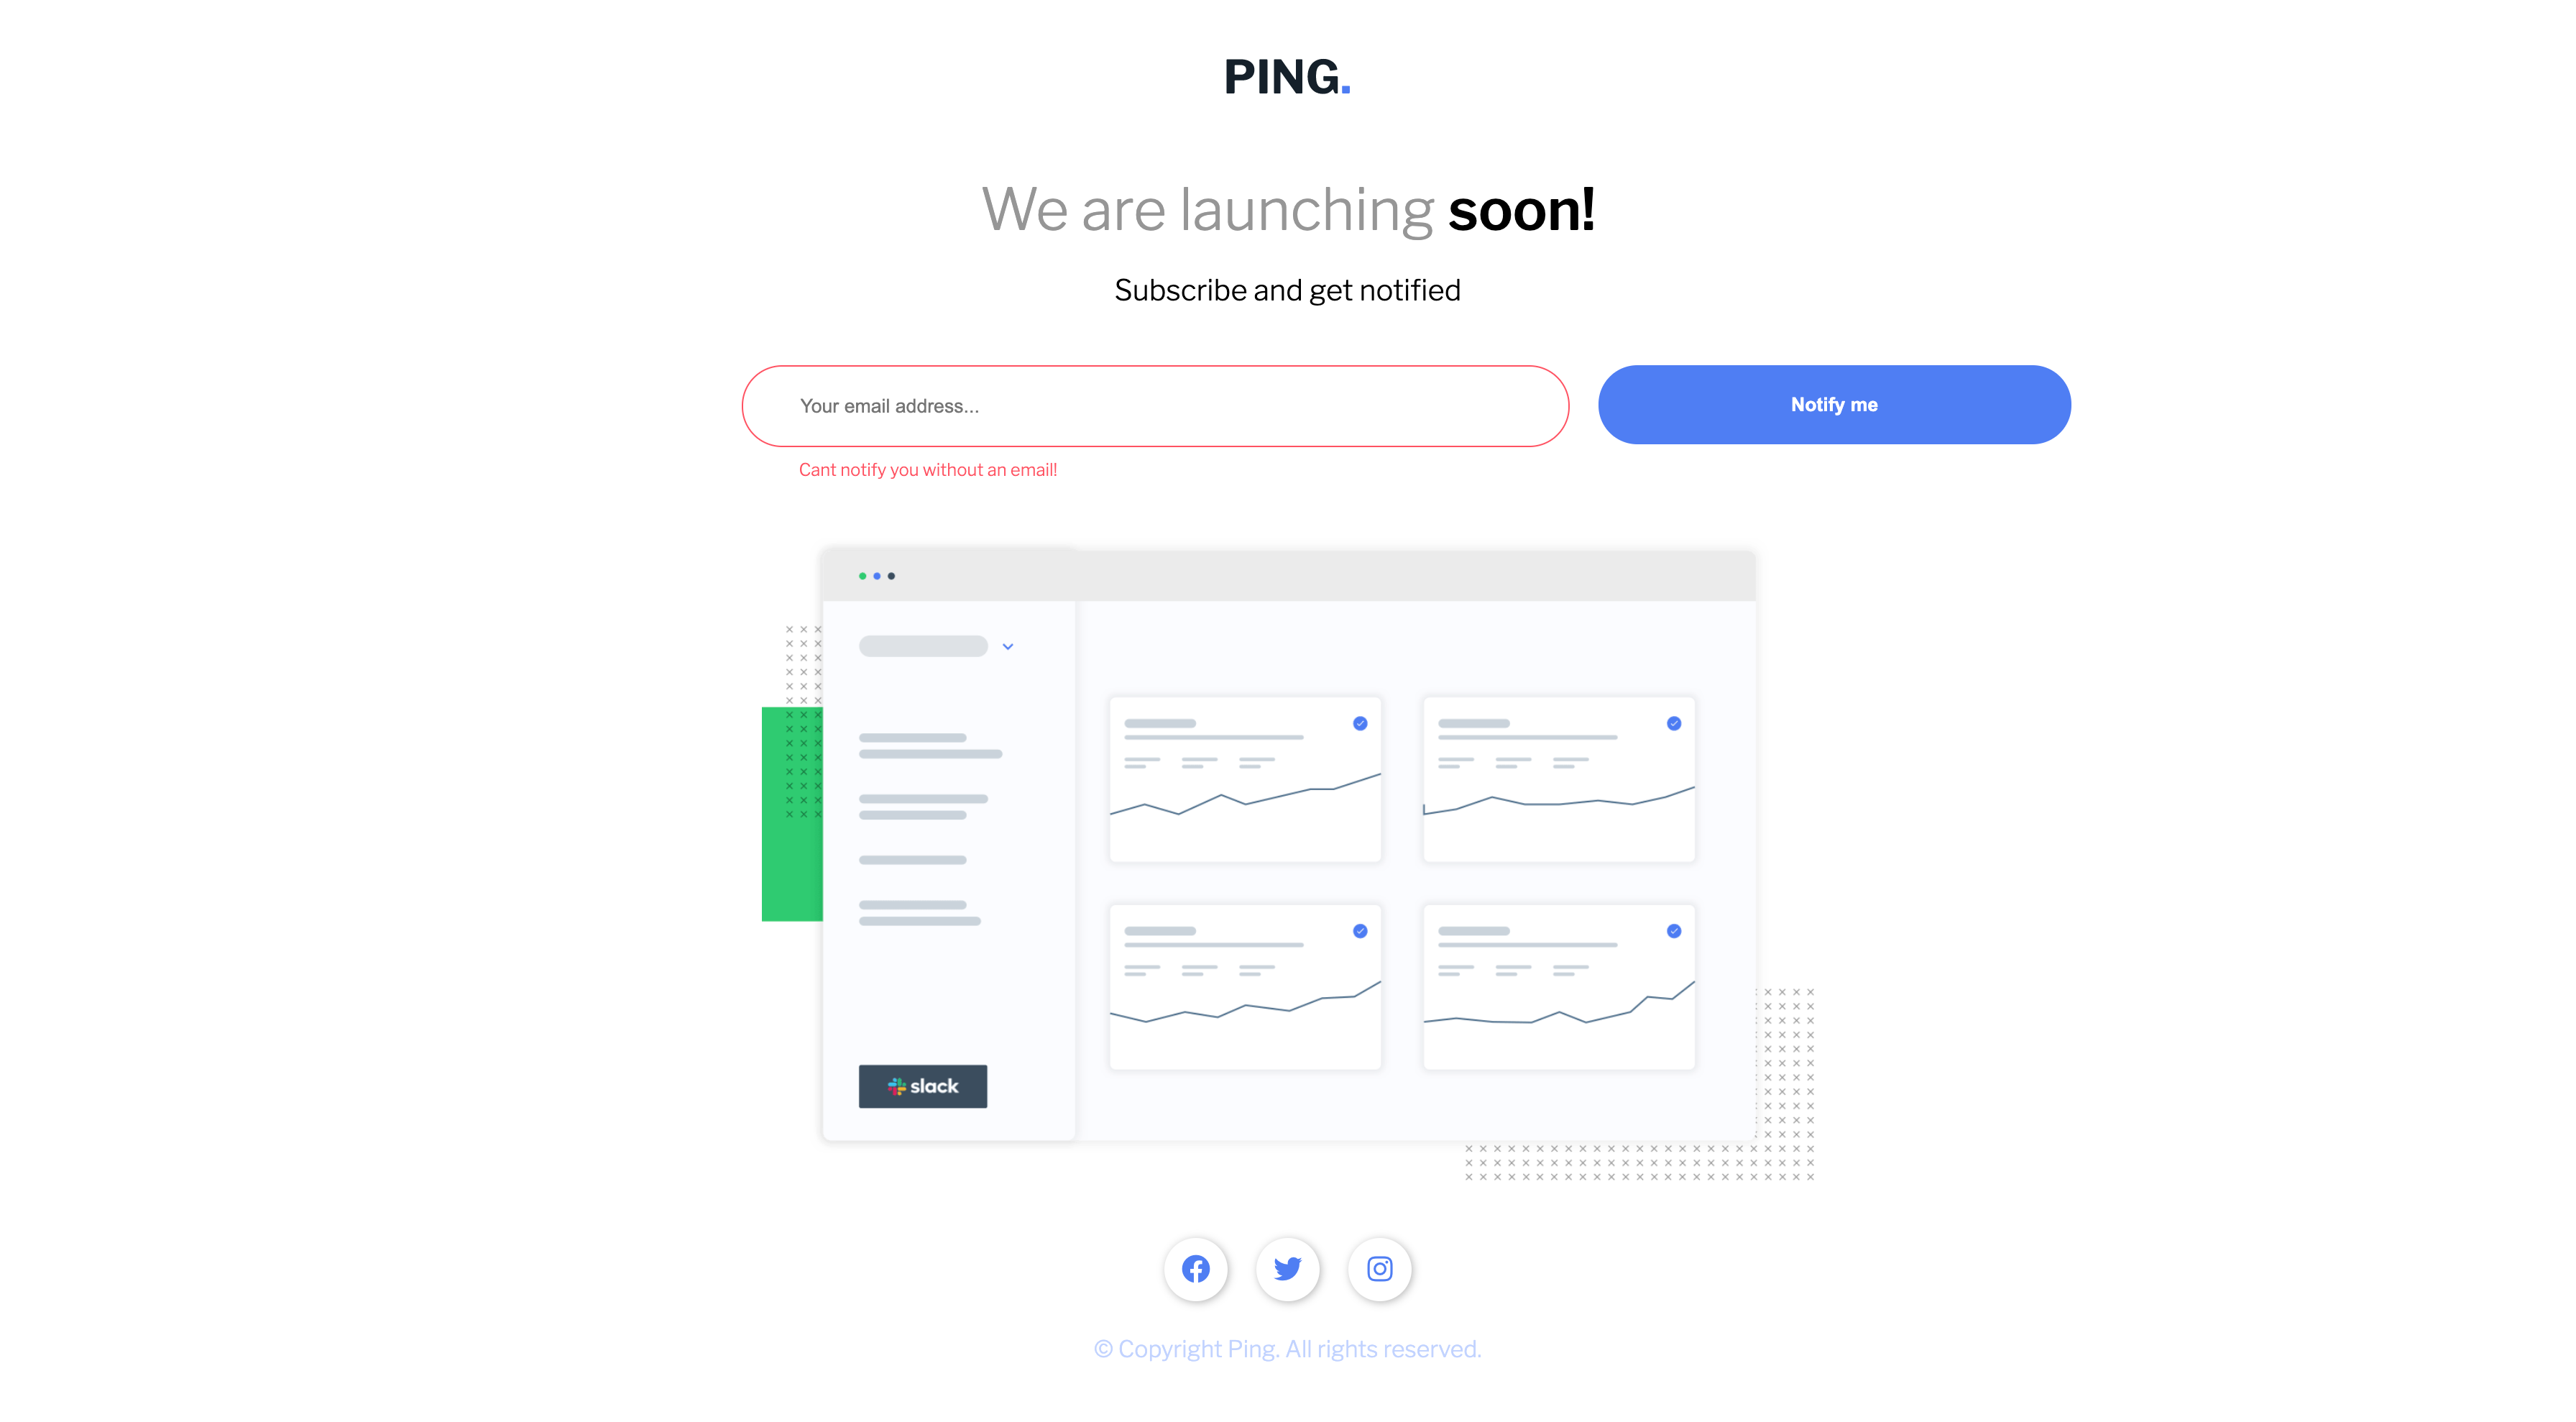 PING.
We are launching soon!
Subscribe and get notified
Your email address...
Notify me
Cant notify you without an email!
slack
© Copyright Ping. All rights reserved.